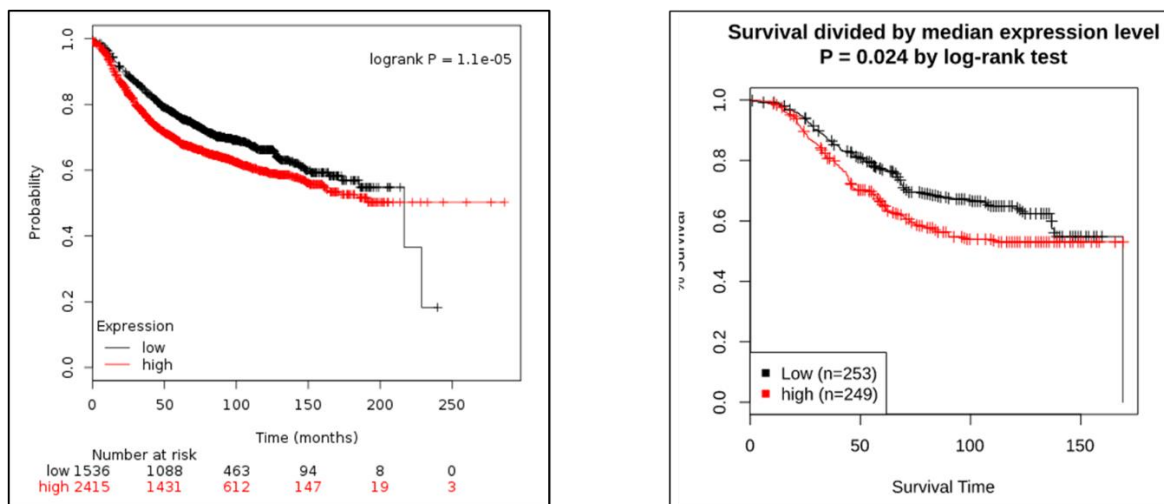 logrank P = 1.1e-05
Probability
1.0
0.8
0.6
0.4
0.2
0.0
Expression
low
high
0 50 100 150 200 250
Time (months)
Number at risk
low 1536 1088 463 94 8 0
high 2415 1431 612 147 19 3
Survival divided by median expression level
P = 0.024 by log-rank test
% Survival
1.0
0.8
0.6
0.4
0.2
0.0
Low (n=253)
high (n=249)
0 50 100 150
Survival Time